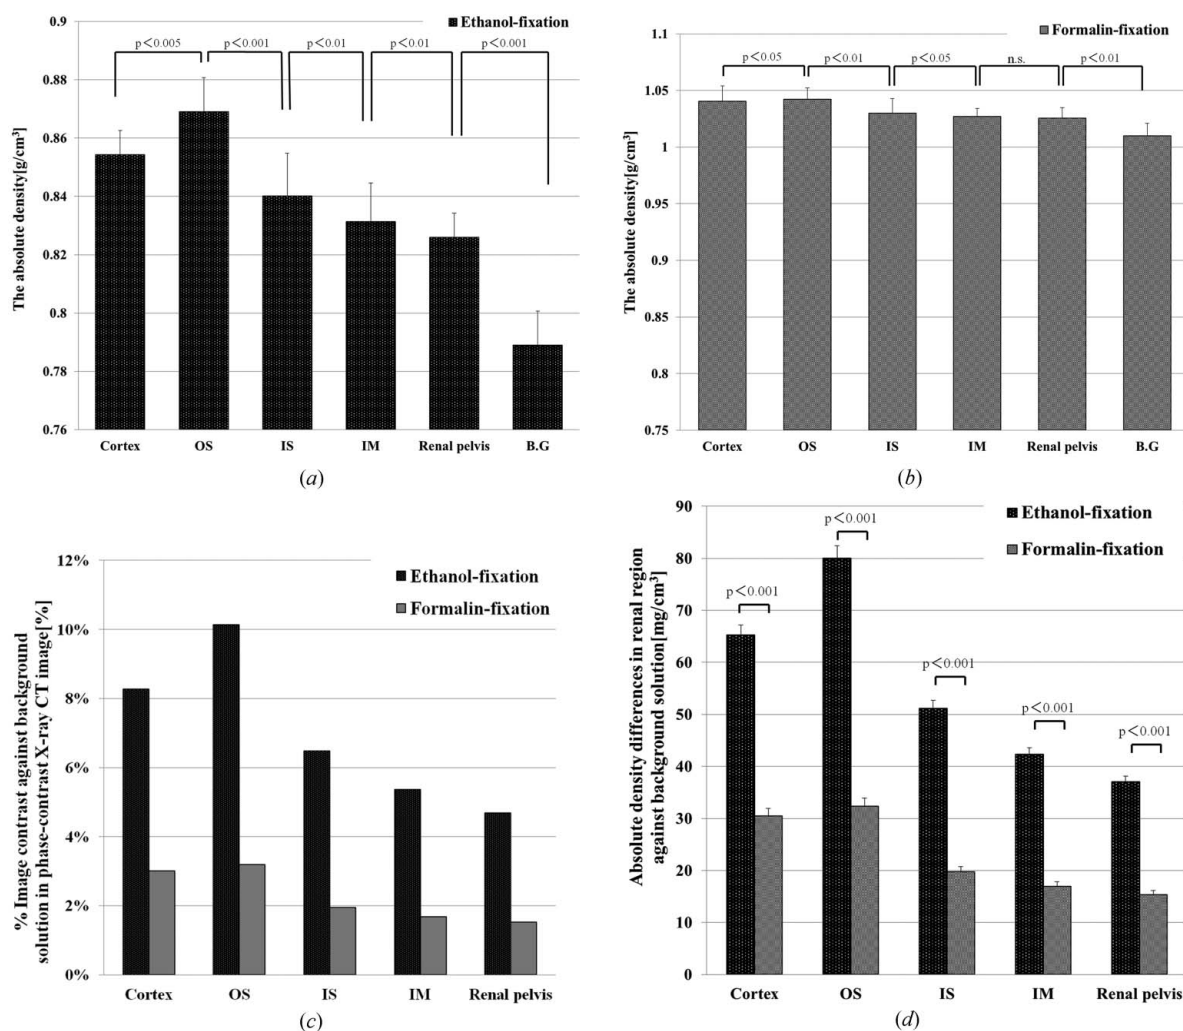 Ethanol-fixation
0.9
0.88
0.86
0.84
0.82
0.8
0.78
0.76
The absolute density[g/cm³]
p＜0.005
p＜0.001
p＜0.01
p＜0.01
p＜0.001
Cortex
OS
IS
IM
Renal pelvis
B.G
(a)
Formalin-fixation
1.1
1.05
1
0.95
0.9
0.85
0.8
0.75
The absolute density[g/cm³]
p＜0.05
p＜0.01
p＜0.05
n.s.
p＜0.01
Cortex
OS
IS
IM
Renal pelvis
B.G
(b)
12%
10%
8%
6%
4%
2%
0%
% Image contrast against background
solution in phase-contrast X-ray CT image[%]
Ethanol-fixation
Formalin-fixation
Cortex
OS
IS
IM
Renal pelvis
(c)
90
80
70
60
50
40
30
20
10
0
Absolute density differences in renal region
against background solution[mg/cm³]
Ethanol-fixation
Formalin-fixation
p＜0.001
p＜0.001
p＜0.001
p＜0.001
p＜0.001
Cortex
OS
IS
IM
Renal pelvis
(d)